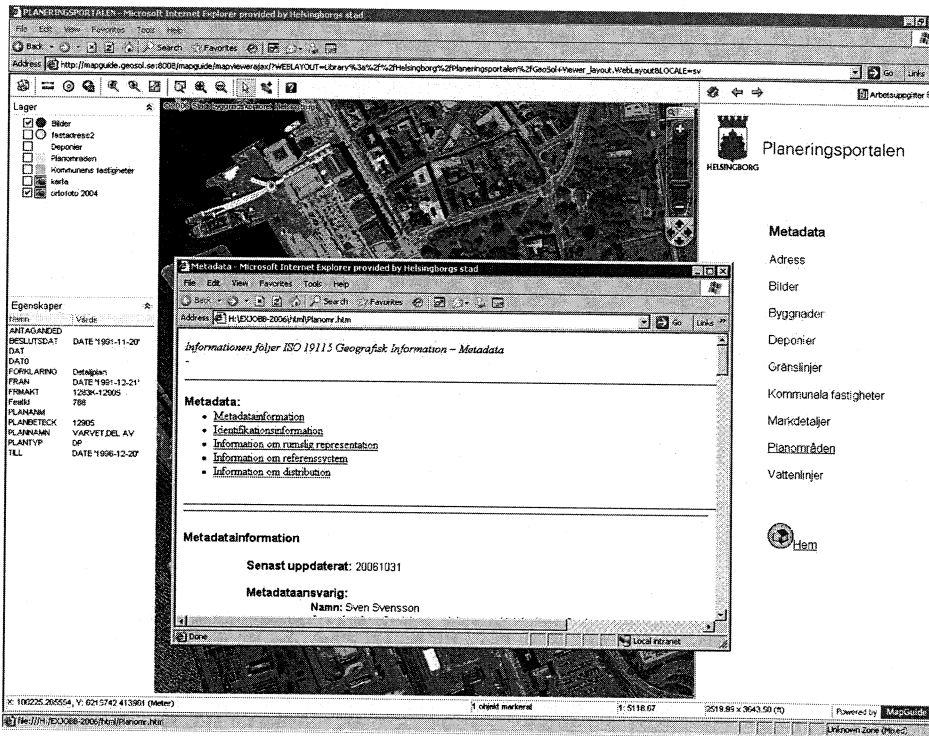 PLANERINGSPORTALEN - Microsoft Internet Explorer provided by Helsingborgs stad
File Edit View Favorites Tools Help
Back Search Favorites
Address http://mapguide.geosol.se:8008/mapguide/mapviewerajax/?WEBLAYOUT=Library%3a%2f%2fHelsingborg%2fPlaneringsportalen%2fGeoSol+Viewer_layout.WebLayout&LOCALE=sv Go Links
Arbetsuppgifter
Lager
Bilder
fastadress2
Deponier
Planområden
Kommunens fastigheter
karta
ortofoto 2004
HELSINGBORG
Planeringsportalen
Metadata
Adress
Bilder
Byggnader
Deponier
Gränslinjer
Kommunala fastigheter
Markdetaljer
Planområden
Vattenlinjer
Hem
Egenskaper
Namn Värde
ANTAGANDED
BESLUTSDAT DATE '1991-11-20'
DAT
DATO
FORKLARING Detaljplan
FRAN DATE '1991-12-21'
FRMAKT 1283K-12905
FeatId 788
PLANANM
PLANBETECK 12905
PLANNAMN VARVET,DEL AV
PLANTYP DP
TILL DATE '1996-12-20'
Metadata - Microsoft Internet Explorer provided by Helsingborgs stad
File Edit View Favorites Tools Help
Back Search Favorites
Address H:\EXJOBB-2006\html\Planomr.htm Go Links
Informationen följer ISO 19115 Geografisk Information – Metadata
-
Metadata:
• Metadatainformation
• Identifikationsinformation
• Information om rumslig representation
• Information om referenssystem
• Information om distribution
Metadatainformation
Senast uppdaterat: 20061031
Metadataansvarig:
Namn: Sven Svensson
Done Local intranet
X: 100225.205554, Y: 6215742.413901 (Meter) 1 objekt markerat 1: 5118.67 2519.99 x 3643.50 (ft) Powered by MapGuide
file:///H:/EXJOBB-2006/html/Planomr.htm Unknown Zone (Mixed)